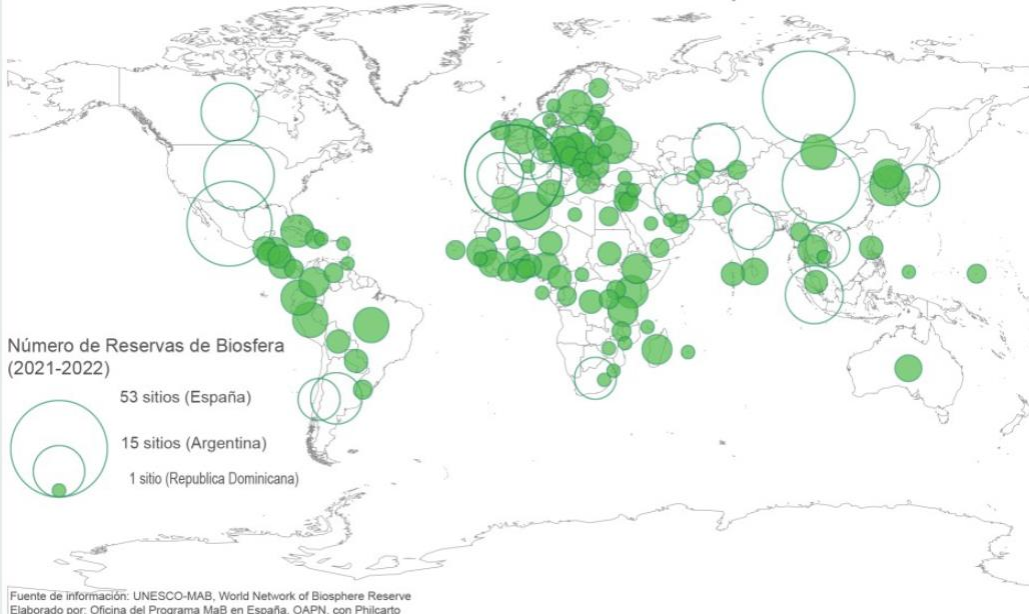 Número de Reservas de Biosfera
(2021-2022)
53 sitios (España)
15 sitios (Argentina)
1 sitio (Republica Dominicana)
Fuente de información: UNESCO-MAB, World Network of Biosphere Reserve
Elaborado por: Oficina del Programa MaB en España, OAPN, con Philcarto